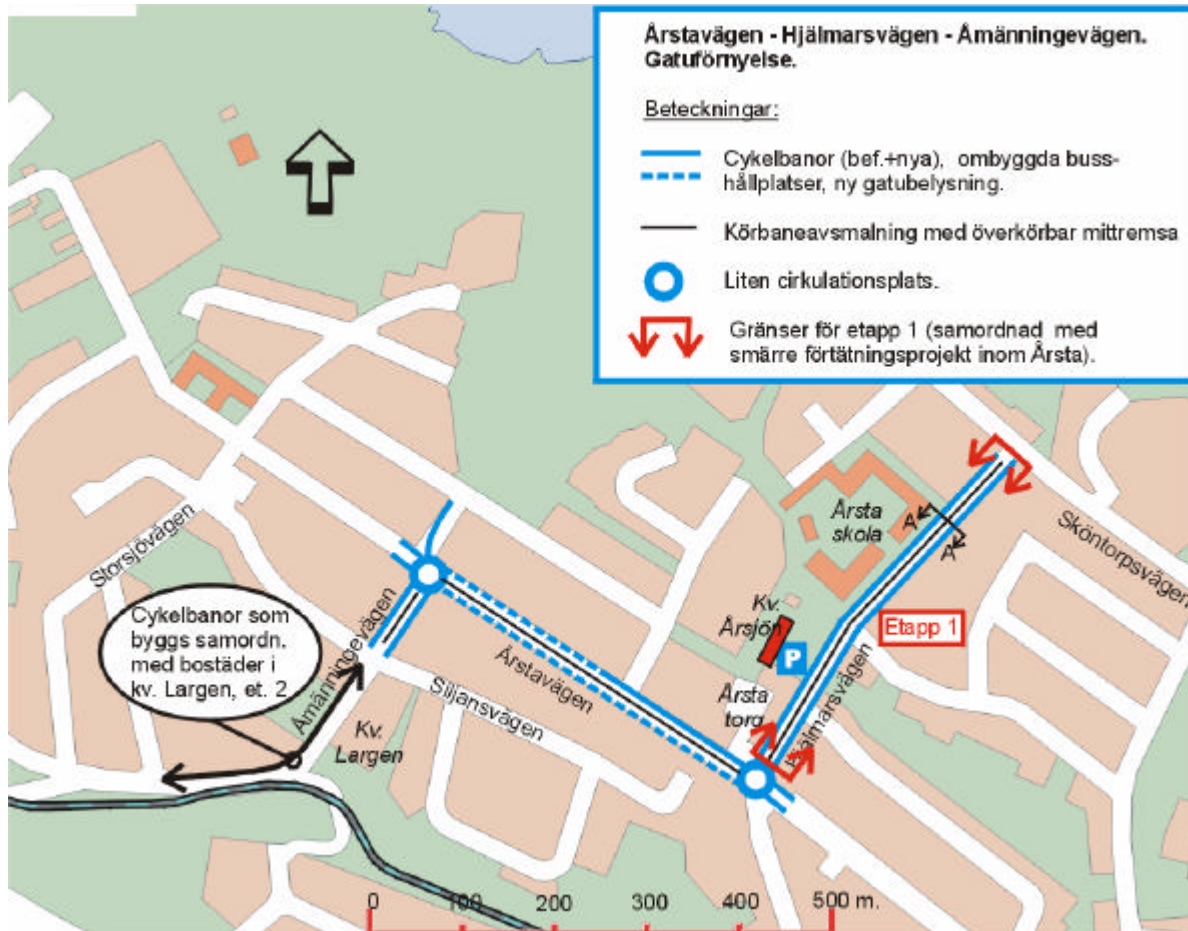 Årstavägen - Hjälmarsvägen - Åmänningevägen.
Gatuförnyelse.
Beteckningar:
Cykelbanor (bef.+nya), ombyggda buss-
hållplatser, ny gatubelysning.
Körbaneavsmalning med överkörbar mittremsa
Liten cirkulationsplats.
Gränser för etapp 1 (samordnad med
smärre förtätningsprojekt inom Årsta).
Storsjövägen
Cykelbanor som
byggs samordn.
med bostäder i
kv. Largen, et. 2
Åmänningevägen
Kv.
Largen
Siljansvägen
Årstavägen
Årsta
skola
A
A
Sköntorpsvägen
Kv.
Årsjön
P
Etapp 1
Årsta
torg
Hjälmarsvägen
0 100 200 300 400 500 m.